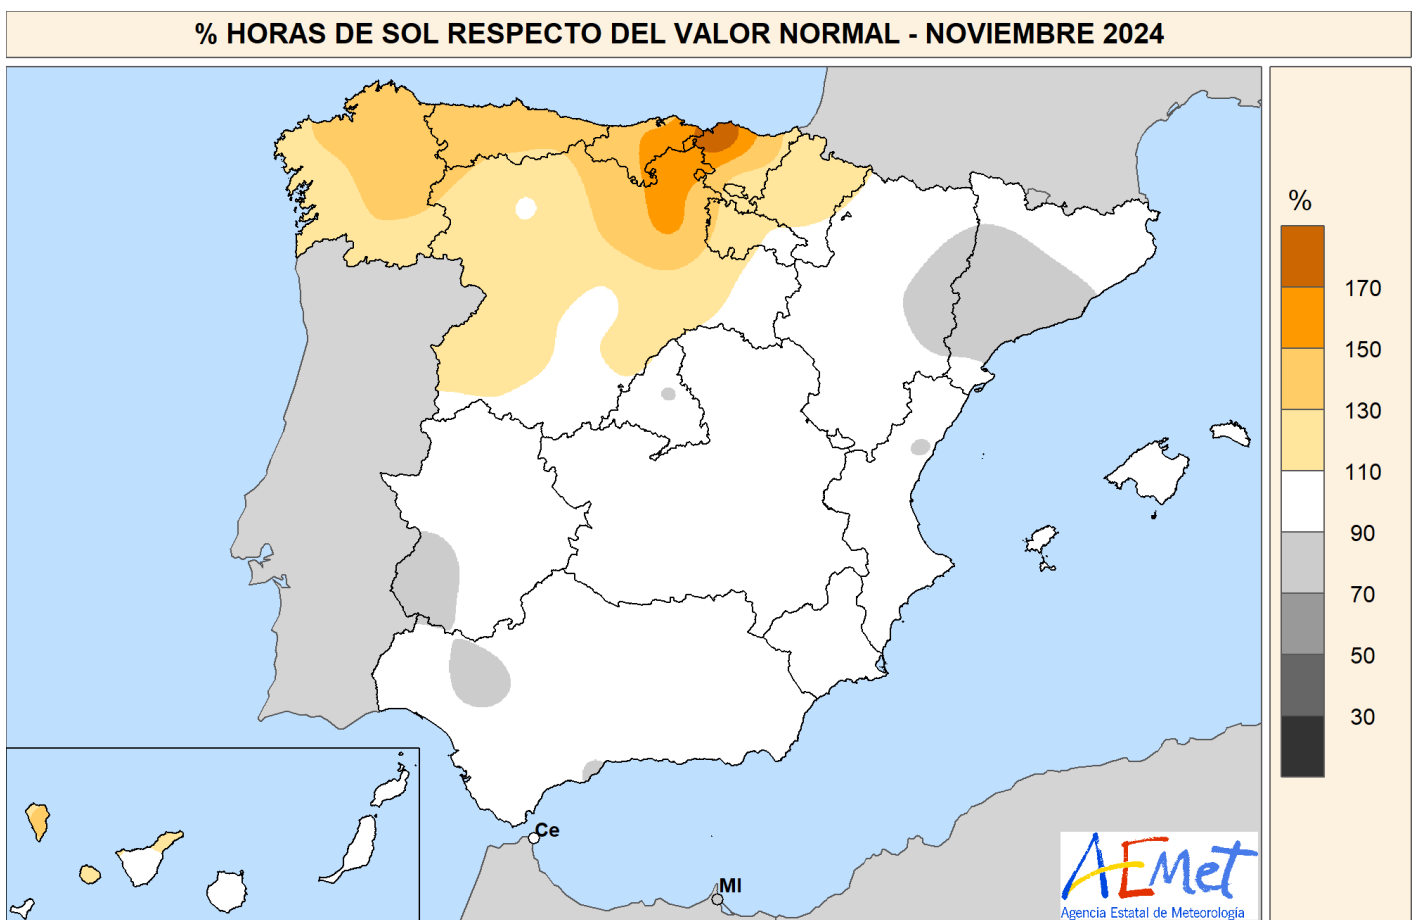 % HORAS DE SOL RESPECTO DEL VALOR NORMAL - NOVIEMBRE 2024
%
170
150
130
110
90
70
50
30
Ce
Ml
AEMet
Agencia Estatal de Meteorología